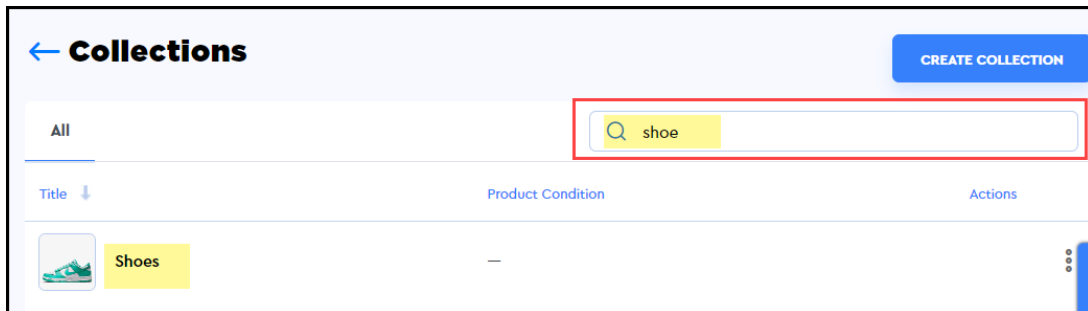 Collections
CREATE COLLECTION
All
shoe
Title
Product Condition
Actions
Shoes
—